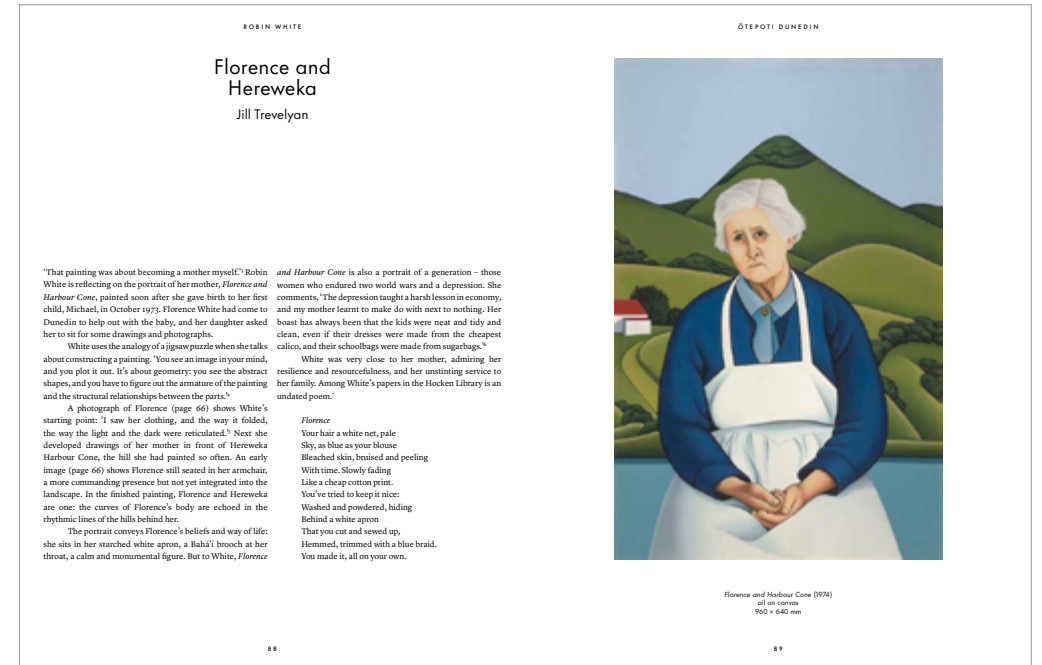 ROBIN WHITE
Florence and
Hereweka
Jill Trevelyan
‘That painting was about becoming a mother myself.’³ Robin
White is reflecting on the portrait of her mother, Florence and
Harbour Cone, painted soon after she gave birth to her first
child, Michael, in October 1973. Florence White had come to
Dunedin to help out with the baby, and her daughter asked
her to sit for some drawings and photographs.
White uses the analogy of a jigsaw puzzle when she talks
about constructing a painting. ‘You see an image in your mind,
and you plot it out. It’s about geometry: you see the abstract
shapes, and you have to figure out the armature of the painting
and the structural relationships between the parts.’⁴
A photograph of Florence (page 66) shows White’s
starting point: ‘I saw her clothing, and the way it folded,
the way the light and the dark were reticulated.’⁵ Next she
developed drawings of her mother in front of Hereweka
Harbour Cone, the hill she had painted so often. An early
image (page 66) shows Florence still seated in her armchair,
a more commanding presence but not yet integrated into the
landscape. In the finished painting, Florence and Hereweka
are one: the curves of Florence’s body are echoed in the
rhythmic lines of the hills behind her.
The portrait conveys Florence’s beliefs and way of life:
she sits in her starched white apron, a Bahá’í brooch at her
throat, a calm and monumental figure. But to White, Florence
and Harbour Cone is also a portrait of a generation – those
women who endured two world wars and a depression. She
comments, ‘The depression taught a harsh lesson in economy,
and my mother learnt to make do with next to nothing. Her
boast has always been that the kids were neat and tidy and
clean, even if their dresses were made from the cheapest
calico, and their schoolbags were made from sugarbags.’⁶
White was very close to her mother, admiring her
resilience and resourcefulness, and her unstinting service to
her family. Among White’s papers in the Hocken Library is an
undated poem.⁷
Florence
Your hair a white net, pale
Sky, as blue as your blouse
Bleached skin, bruised and peeling
With time. Slowly fading
Like a cheap cotton print.
You’ve tried to keep it nice:
Washed and powdered, hiding
Behind a white apron
That you cut and sewed up,
Hemmed, trimmed with a blue braid.
You made it, all on your own.
88
ŌTEPOTI DUNEDIN
Florence and Harbour Cone (1974)
oil on canvas
960 × 640 mm
89